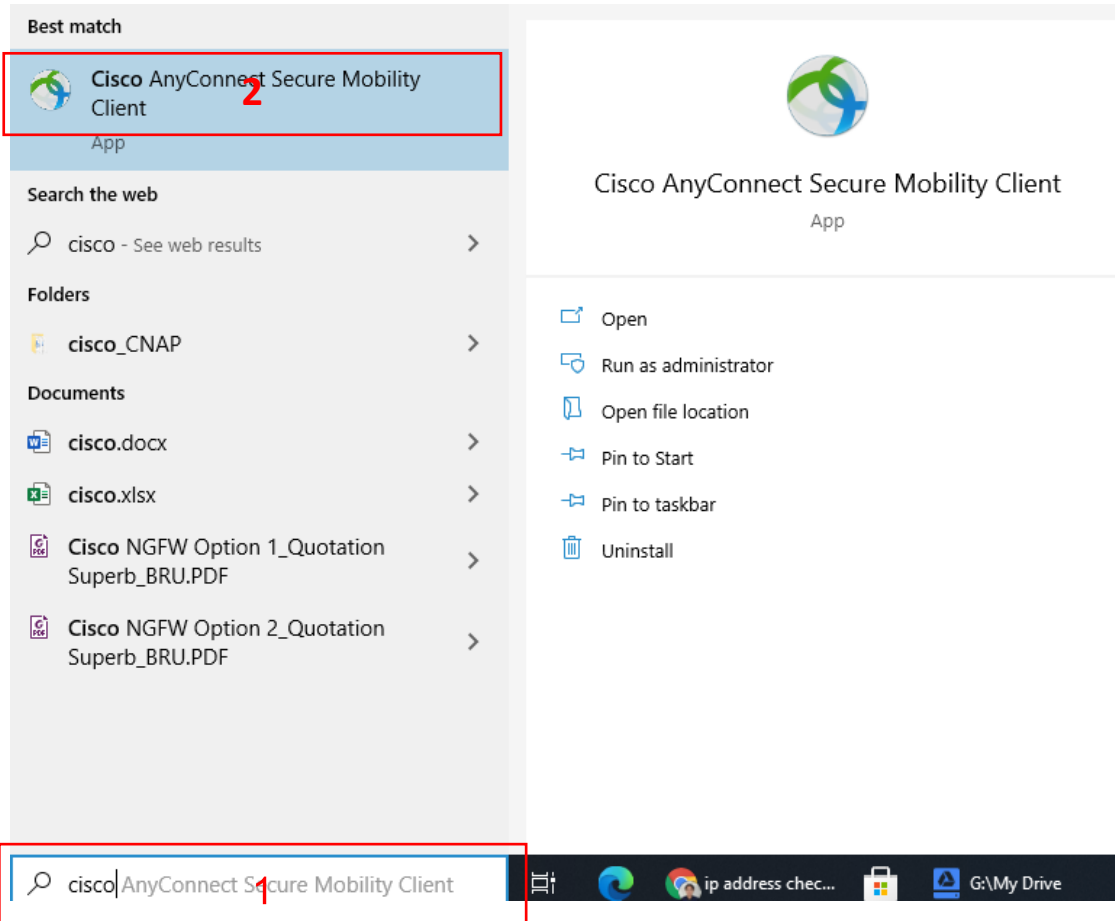 Best match
Cisco AnyConnect Secure Mobility
Client
2
App
Search the web
cisco - See web results
Folders
cisco_CNAP
Documents
cisco.docx
cisco.xlsx
Cisco NGFW Option 1_Quotation
Superb_BRU.PDF
Cisco NGFW Option 2_Quotation
Superb_BRU.PDF
Cisco AnyConnect Secure Mobility Client
App
Open
Run as administrator
Open file location
Pin to Start
Pin to taskbar
Uninstall
cisco AnyConnect Secure Mobility Client
1
ip address chec...
G:\My Drive